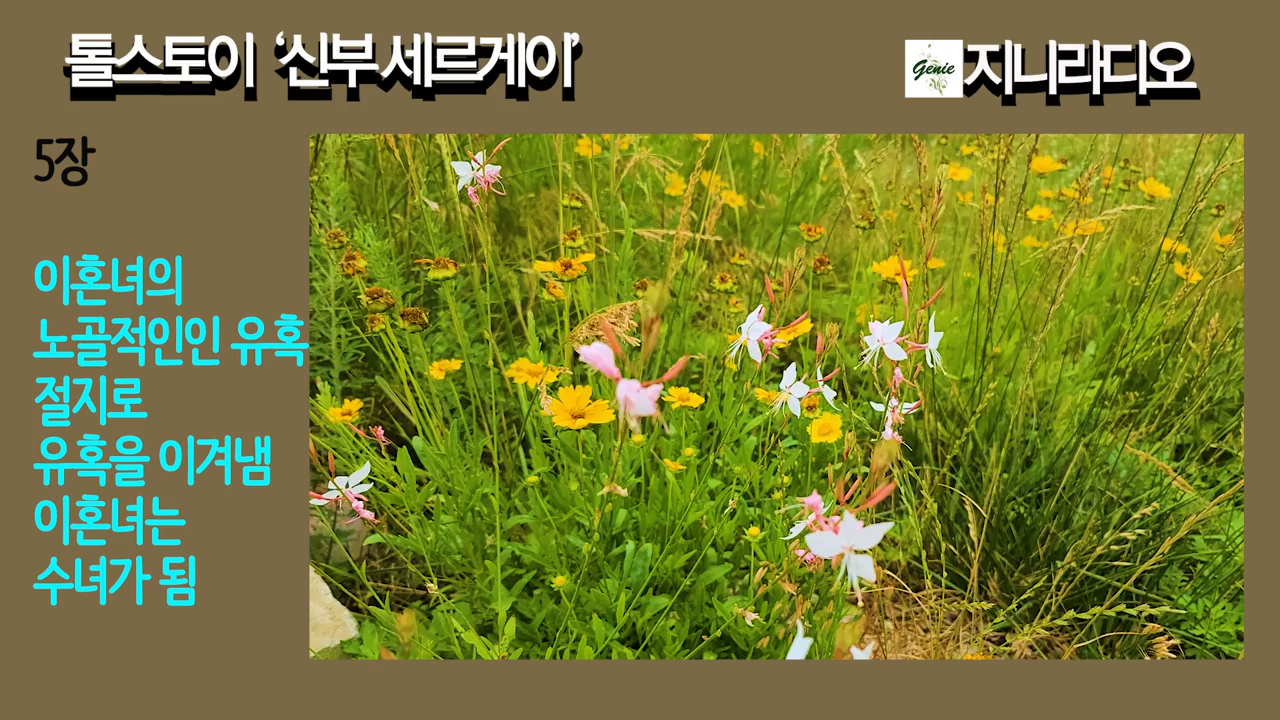 톨스토이 ‘신부 세르게이’
Genie 지니라디오
5장
이혼녀의
노골적인인 유혹
절지로
유혹을 이겨냄
이혼녀는
수녀가 됨